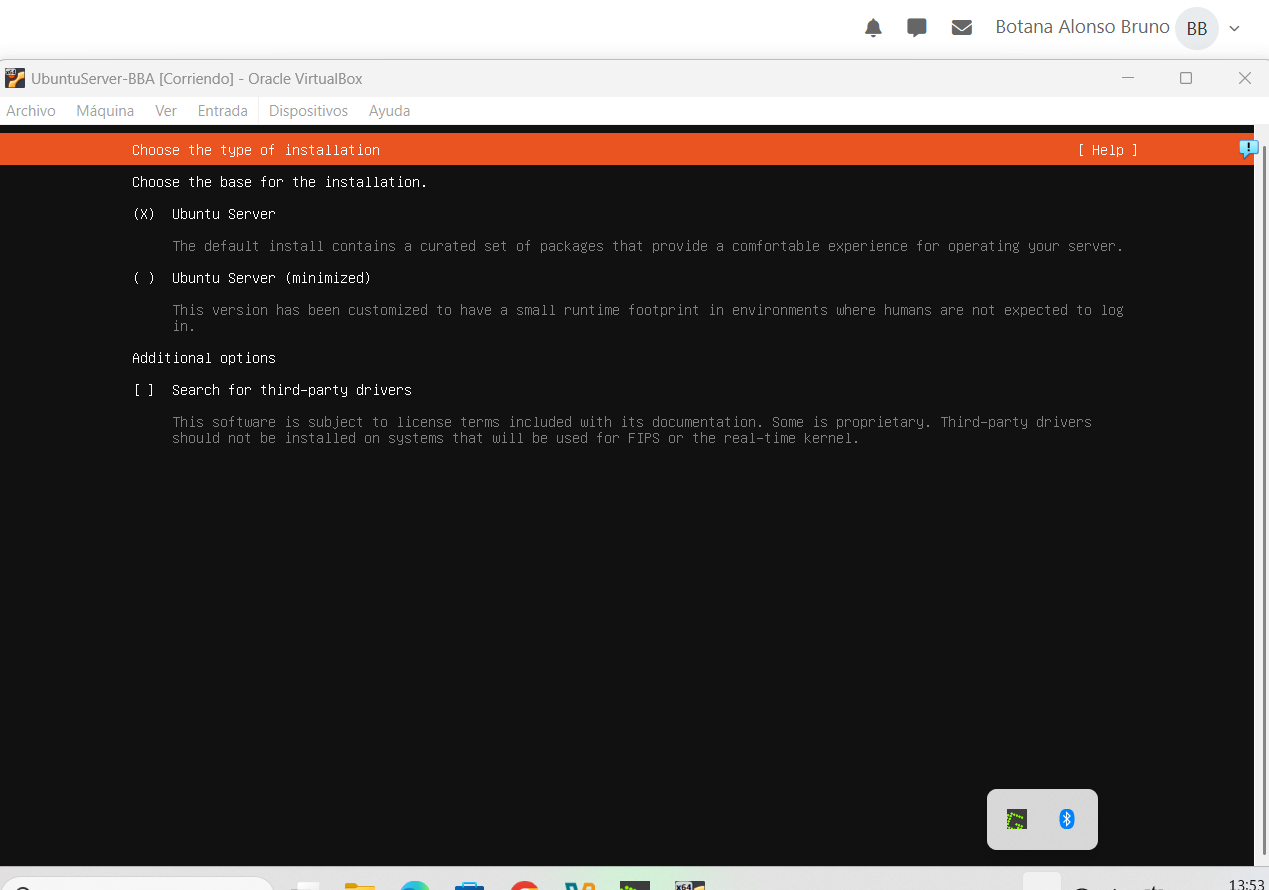 Botana Alonso Bruno BB
UbuntuServer-BBA [Corriendo] - Oracle VirtualBox
Archivo Máquina Ver Entrada Dispositivos Ayuda
Choose the type of installation [ Help ]
Choose the base for the installation.
(X) Ubuntu Server
The default install contains a curated set of packages that provide a comfortable experience for operating your server.
( ) Ubuntu Server (minimized)
This version has been customized to have a small runtime footprint in environments where humans are not expected to log
in.
Additional options
[ ] Search for third-party drivers
This software is subject to license terms included with its documentation. Some is proprietary. Third-party drivers
should not be installed on systems that will be used for FIPS or the real-time kernel.
x64
13:53